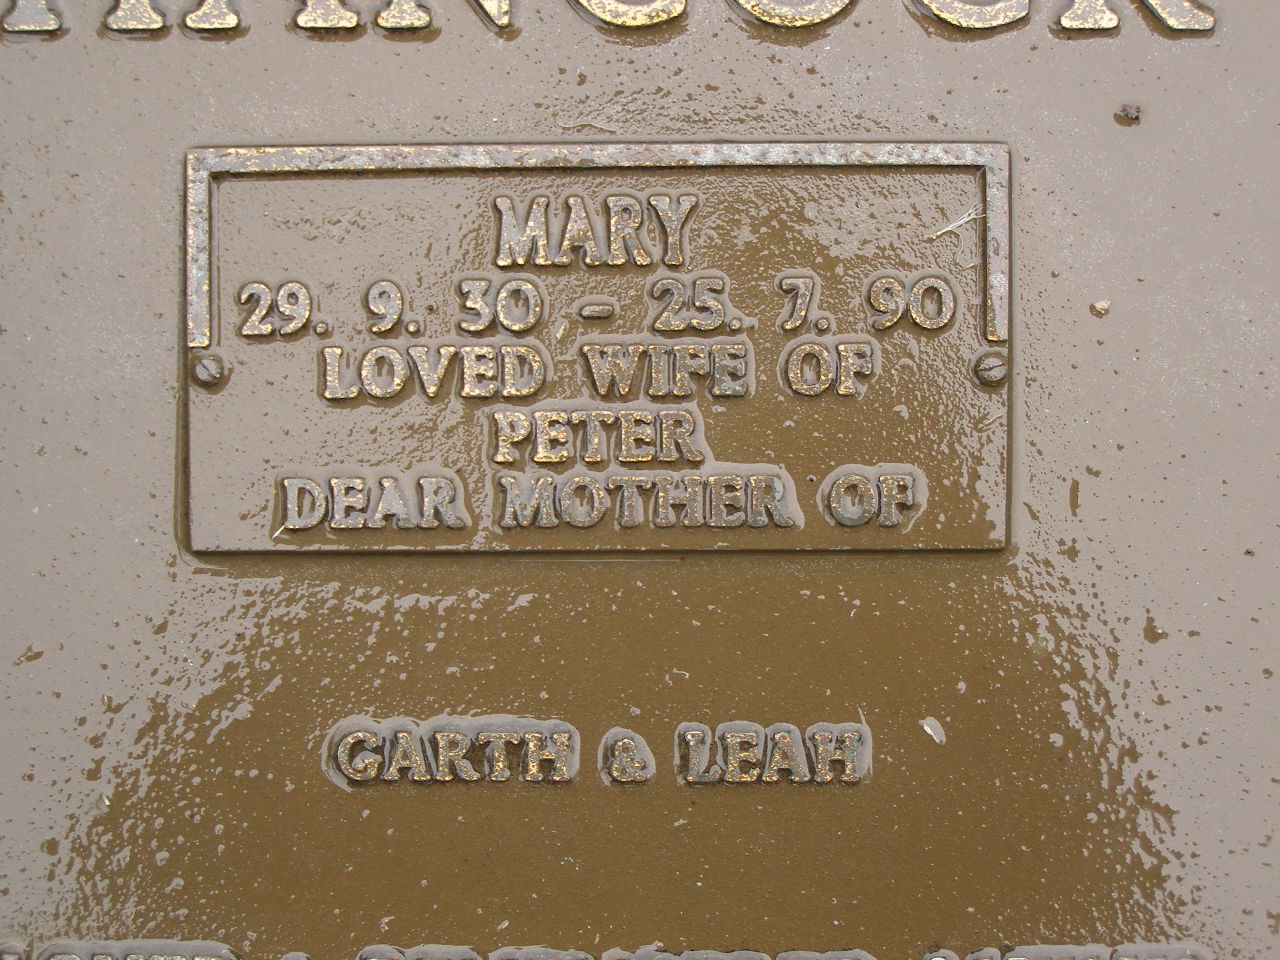 MARY
29. 9. 30 - 25. 7. 90
LOVED WIFE OF
PETER
DEAR MOTHER OF
GARTH & LEAH